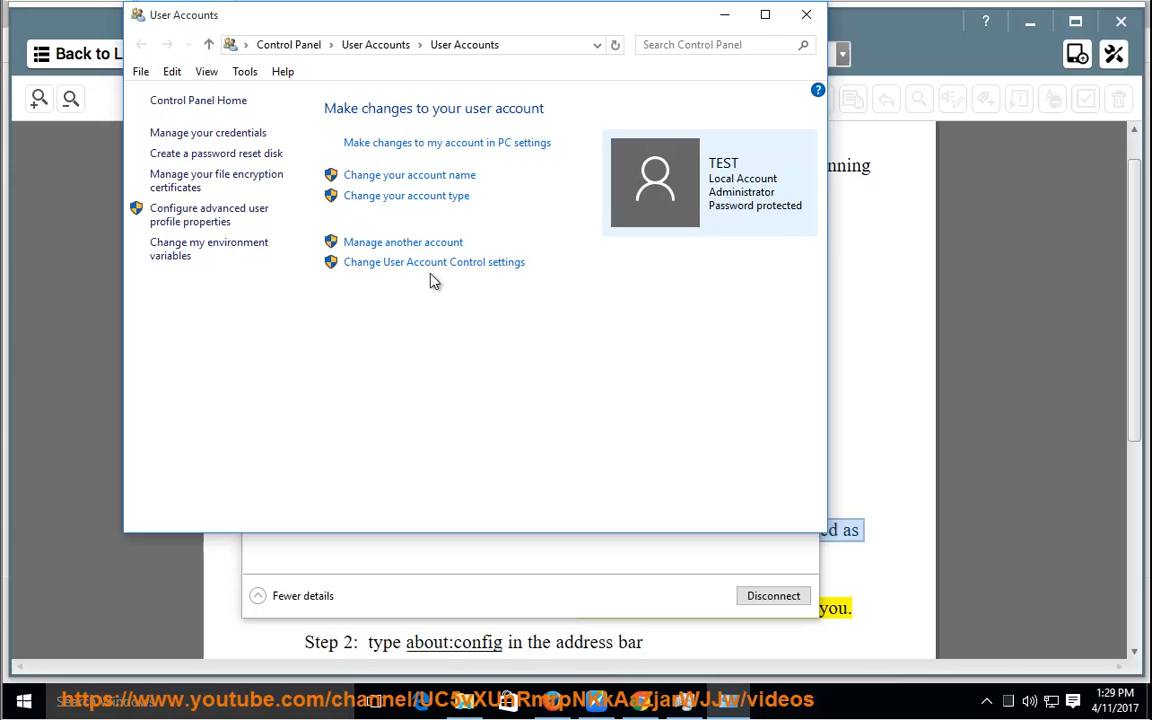 User Accounts
?
Back to L
Control Panel
User Accounts
User Accounts
Search Control Panel
File
Edit
View
Tools
Help
Control Panel Home
Make changes to your user account
Manage your credentials
Make changes to my account in PC settings
Create a password reset disk
nning
TEST
Local Account
Administrator
Password protected
Manage your file encryption
certificates
Change your account name
Change your account type
Configure advanced user
profile properties
Change my environment
variables
Manage another account
Change User Account Control settings
ed as
Fewer details
Disconnect
you.
Step 2: type about:config in the address bar
1:29 PM
4/11/2017